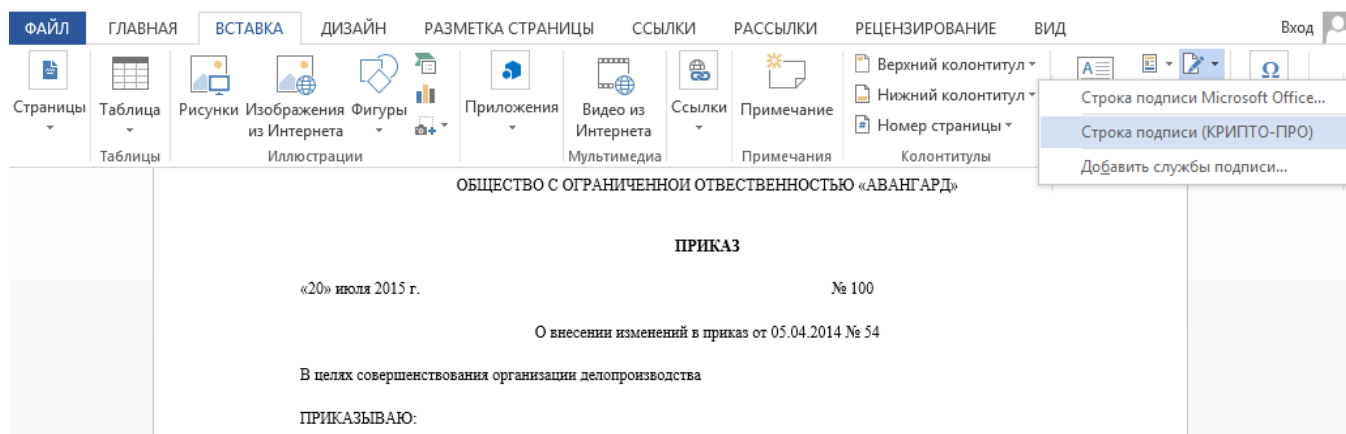 ФАЙЛ ГЛАВНАЯ ВСТАВКА ДИЗАЙН РАЗМЕТКА СТРАНИЦЫ ССЫЛКИ РАССЫЛКИ РЕЦЕНЗИРОВАНИЕ ВИД Вход
Страницы
Таблица
Рисунки
Изображения
из Интернета
Фигуры
Приложения
Видео из
Интернета
Ссылки
Примечание
Верхний колонтитул
Нижний колонтитул
Номер страницы
Таблицы Иллюстрации Мультимедиа Примечания Колонтитулы
Строка подписи Microsoft Office...
Строка подписи (КРИПТО-ПРО)
Добавить службы подписи...
ОБЩЕСТВО С ОГРАНИЧЕННОИ ОТВЕСТВЕННОСТЬЮ «АВАНГАРД»
ПРИКАЗ
«20» июля 2015 г. № 100
О внесении изменений в приказ от 05.04.2014 № 54
В целях совершенствования организации делопроизводства
ПРИКАЗЫВАЮ: